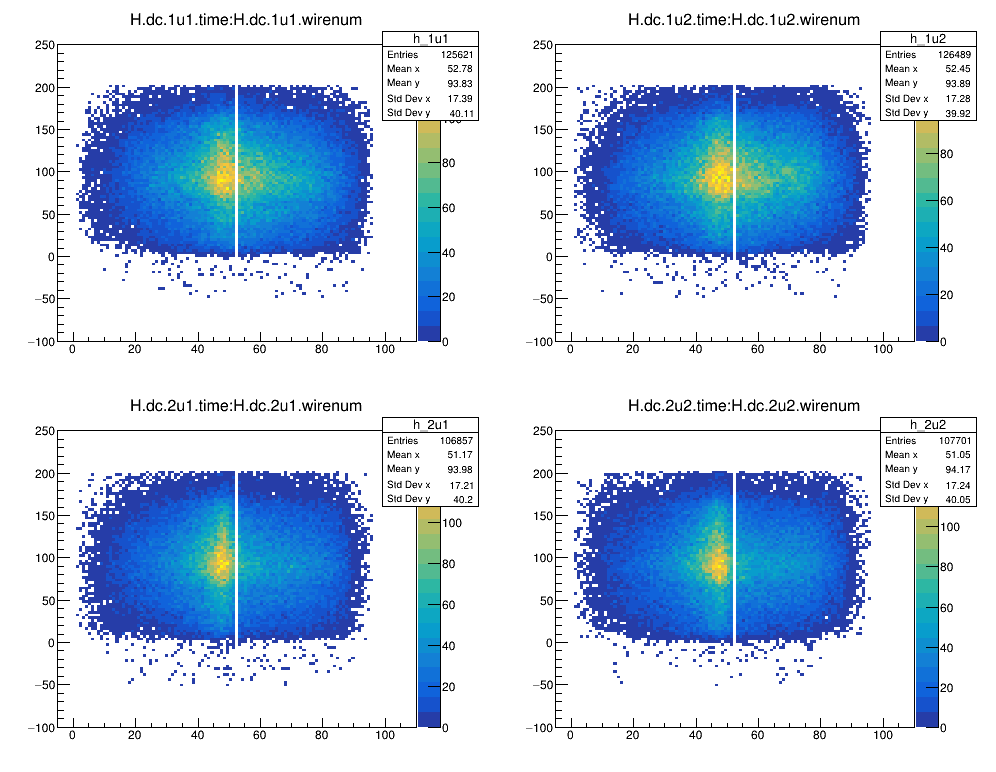 H.dc.1u1.time:H.dc.1u1.wirenum
h_1u1
Entries 125621
Mean x 52.78
Mean y 93.83
Std Dev x 17.39
Std Dev y 40.11
250
200
150
100
50
0
−50
−100
0 20 40 60 80 100
80
60
40
20
0
H.dc.1u2.time:H.dc.1u2.wirenum
h_1u2
Entries 126489
Mean x 52.45
Mean y 93.89
Std Dev x 17.28
Std Dev y 39.92
250
200
150
100
50
0
−50
−100
0 20 40 60 80 100
80
60
40
20
0
H.dc.2u1.time:H.dc.2u1.wirenum
h_2u1
Entries 106857
Mean x 51.17
Mean y 93.98
Std Dev x 17.21
Std Dev y 40.2
250
200
150
100
50
0
−50
−100
0 20 40 60 80 100
100
80
60
40
20
0
H.dc.2u2.time:H.dc.2u2.wirenum
h_2u2
Entries 107701
Mean x 51.05
Mean y 94.17
Std Dev x 17.24
Std Dev y 40.05
250
200
150
100
50
0
−50
−100
0 20 40 60 80 100
100
80
60
40
20
0